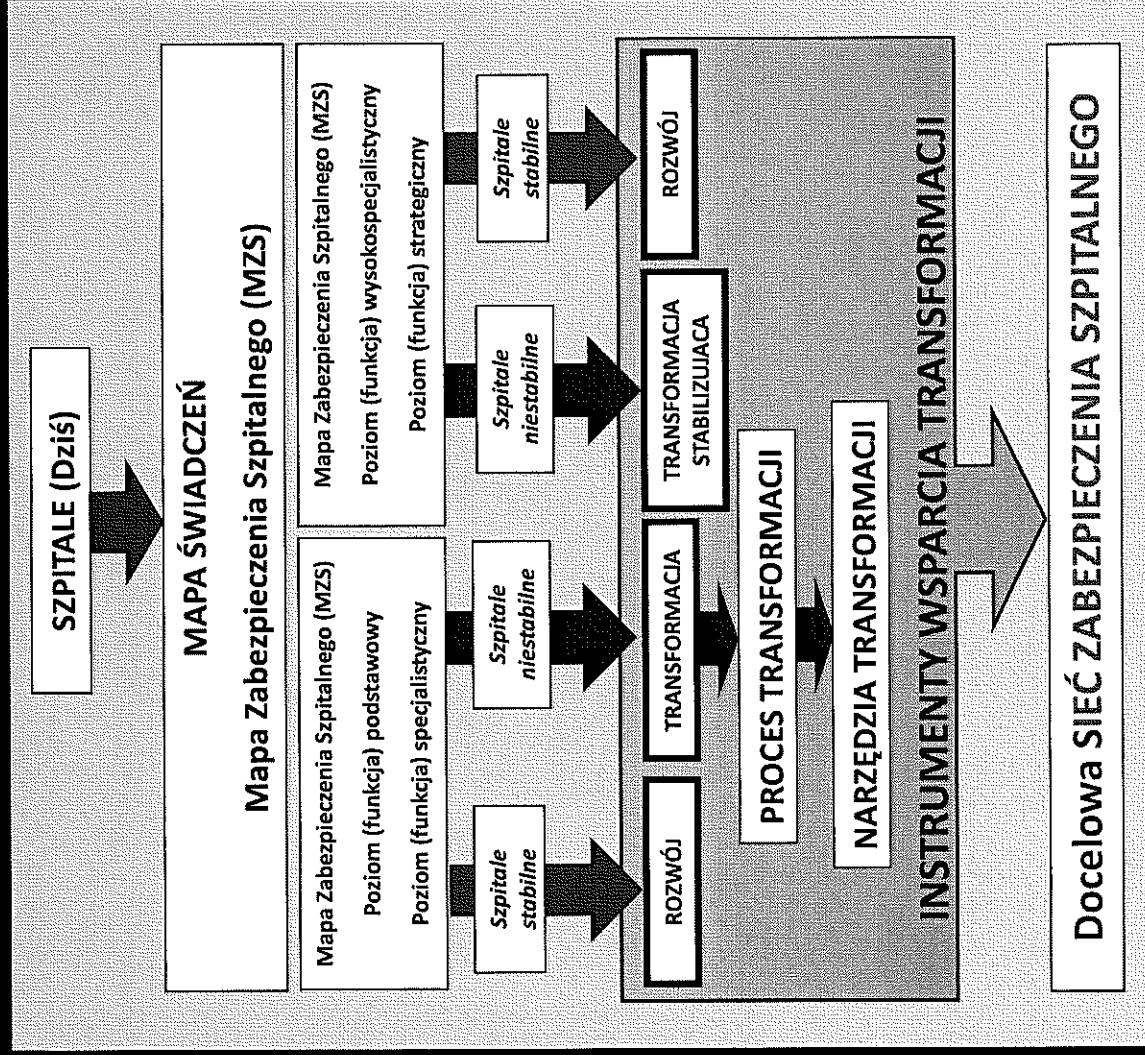 SZPITALE (Dziś)
MAPA ŚWIADCZEŃ
Mapa Zabezpieczenia Szpitalnego (MZS)
Mapa Zabezpieczenia Szpitalnego (MZS)
Poziom (funkcja) podstawowy
Poziom (funkcja) specjalistyczny
Mapa Zabezpieczenia Szpitalnego (MZS)
Poziom (funkcja) wysokospecjalistyczny
Poziom (funkcja) strategiczny
Szpitale
stabilne
Szpitale
niestabilne
Szpitale
niestabilne
Szpitale
stabilne
ROZWÓJ
TRANSFORMACJA
TRANSFORMACJA
STABILIZUJACA
ROZWÓJ
PROCES TRANSFORMACJI
NARZĘDZIA TRANSFORMACJI
INSTRUMENTY WSPARCIA TRANSFORMACJI
Docelowa SIEĆ ZABEZPIECZENIA SZPITALNEGO